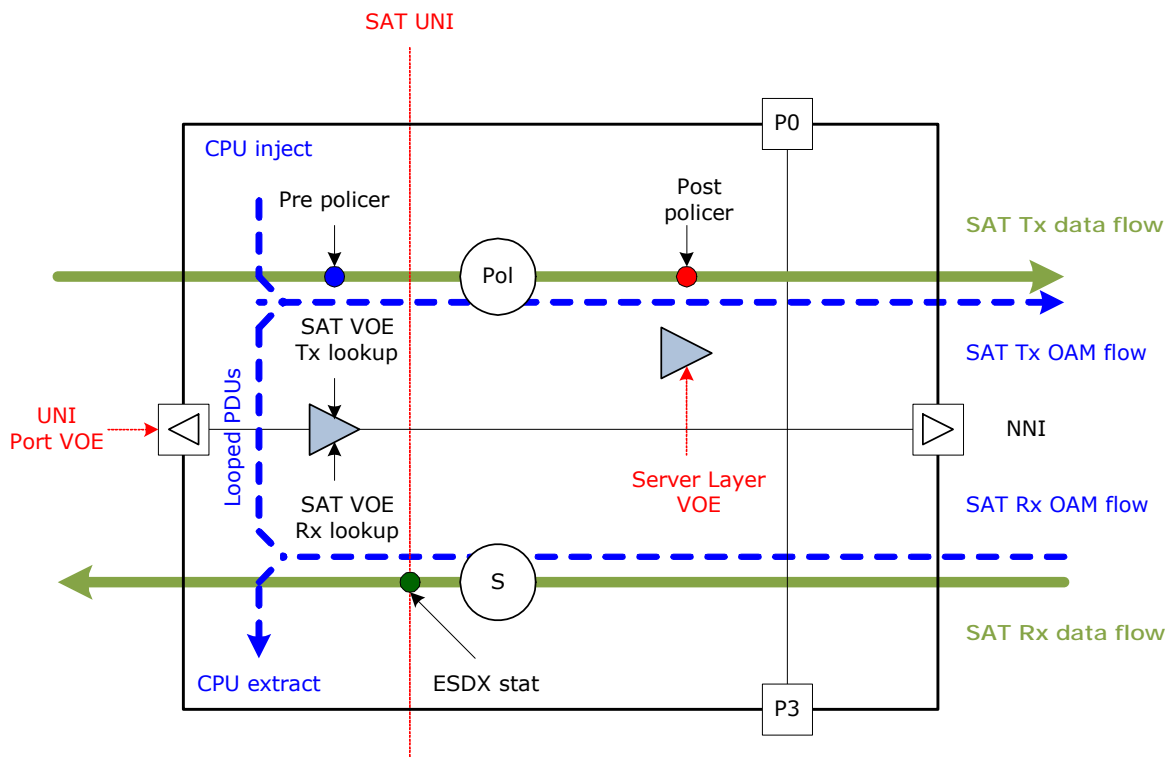 SAT UNI
P0
CPU inject
Pre policer
Post
policer
SAT Tx data flow
Pol
SAT VOE
Tx lookup
SAT Tx OAM flow
Looped PDUs
UNI
Port VOE
NNI
Server Layer
VOE
SAT VOE
Rx lookup
SAT Rx OAM flow
S
SAT Rx data flow
CPU extract
ESDX stat
P3